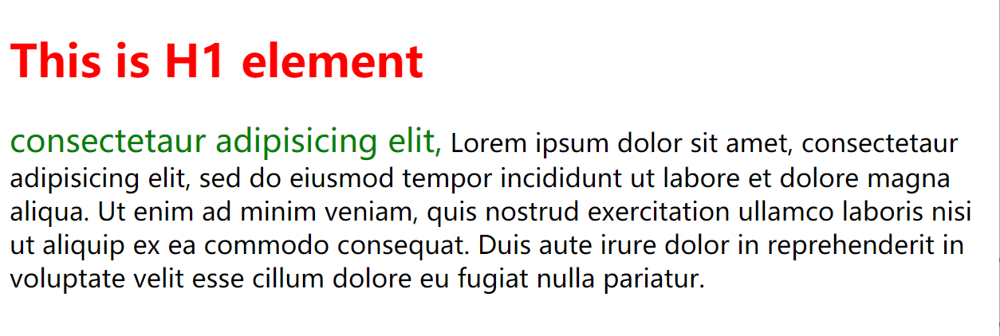 This is H1 element
consectetaur adipisicing elit, Lorem ipsum dolor sit amet, consectetaur
adipisicing elit, sed do eiusmod tempor incididunt ut labore et dolore magna
aliqua. Ut enim ad minim veniam, quis nostrud exercitation ullamco laboris nisi
ut aliquip ex ea commodo consequat. Duis aute irure dolor in reprehenderit in
voluptate velit esse cillum dolore eu fugiat nulla pariatur.